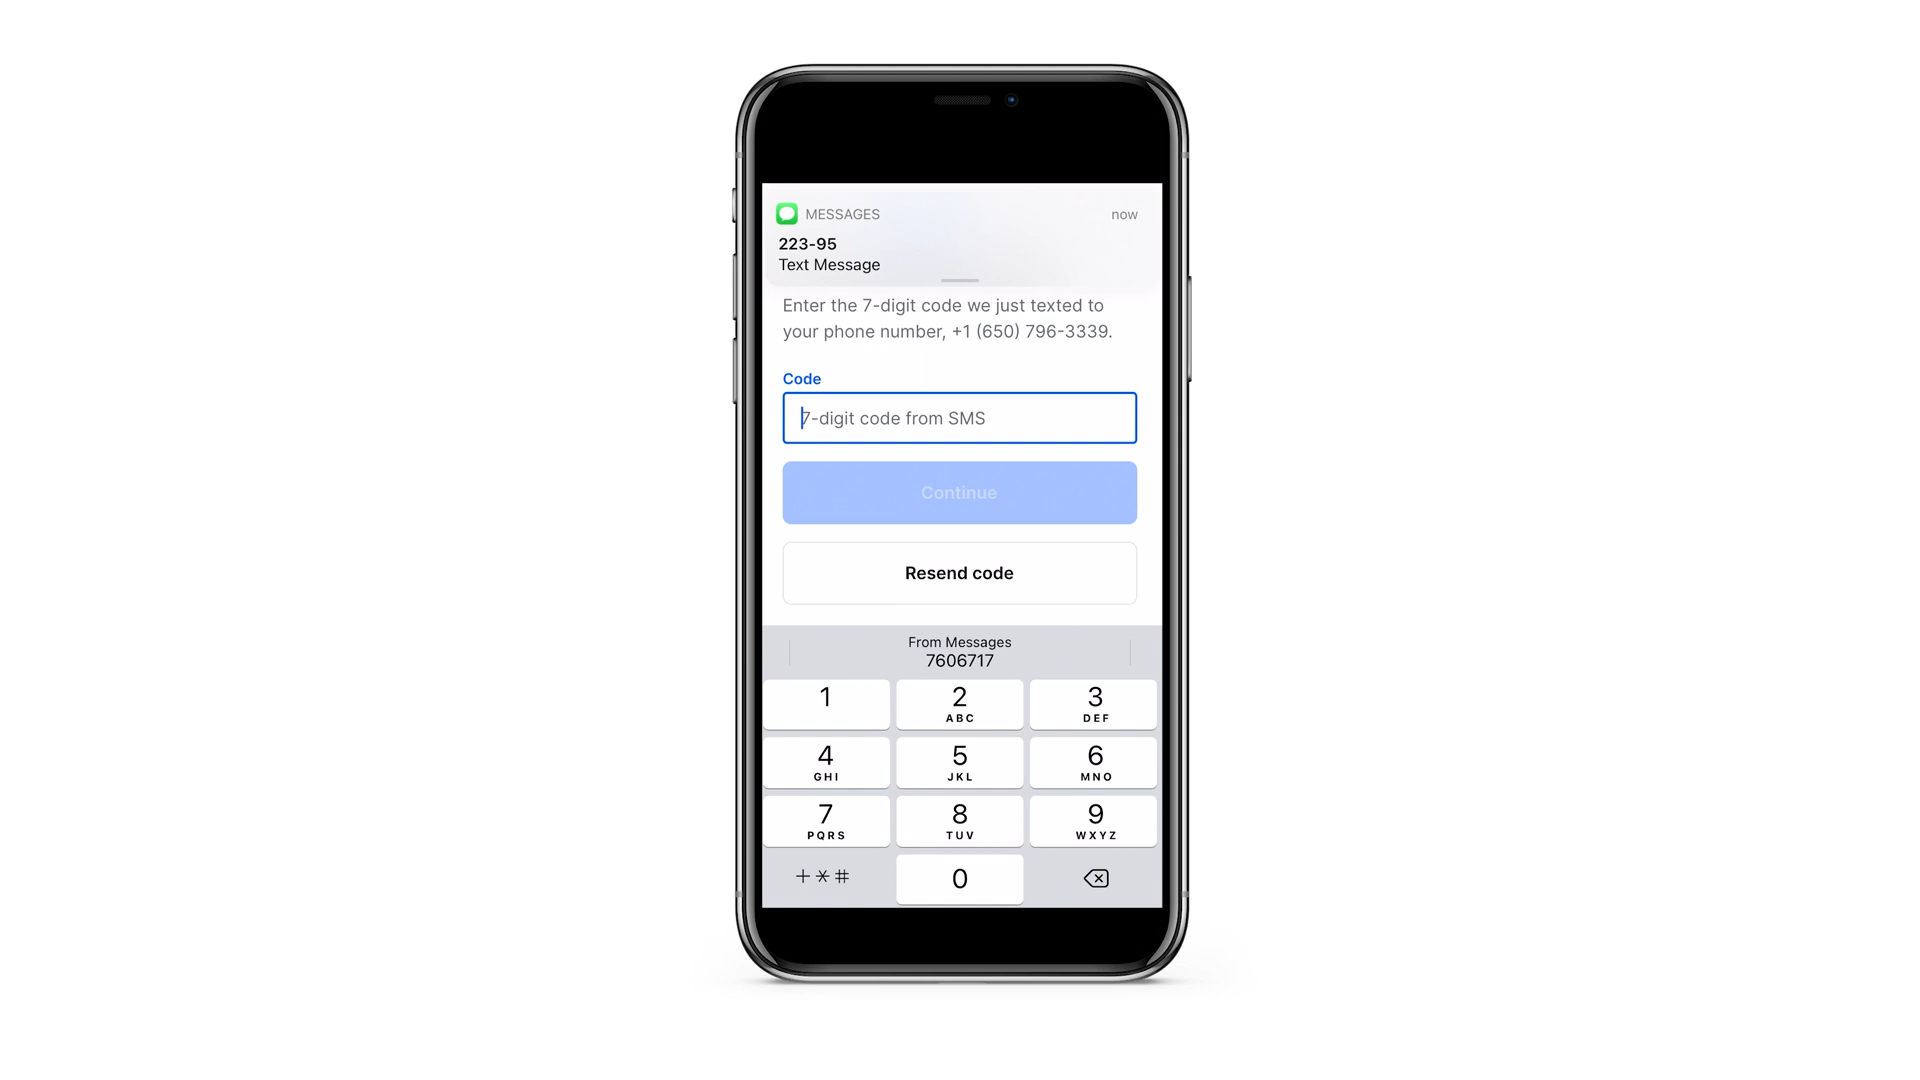 MESSAGES now
223-95
Text Message
Enter the 7-digit code we just texted to
your phone number, +1 (650) 796-3339.
Code
7-digit code from SMS
Continue
Resend code
From Messages
7606717
1 2 3
ABC DEF
4 5 6
GHI JKL MNO
7 8 9
PQRS TUV WXYZ
+*# 0